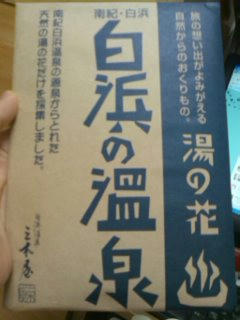 南紀・白浜
旅の想い出がよみがえる
自然からのおくりもの。
湯の花
白浜の温泉
南紀白浜温泉の源泉からとれた
天然の湯の花だけを採集しました。
三木屋